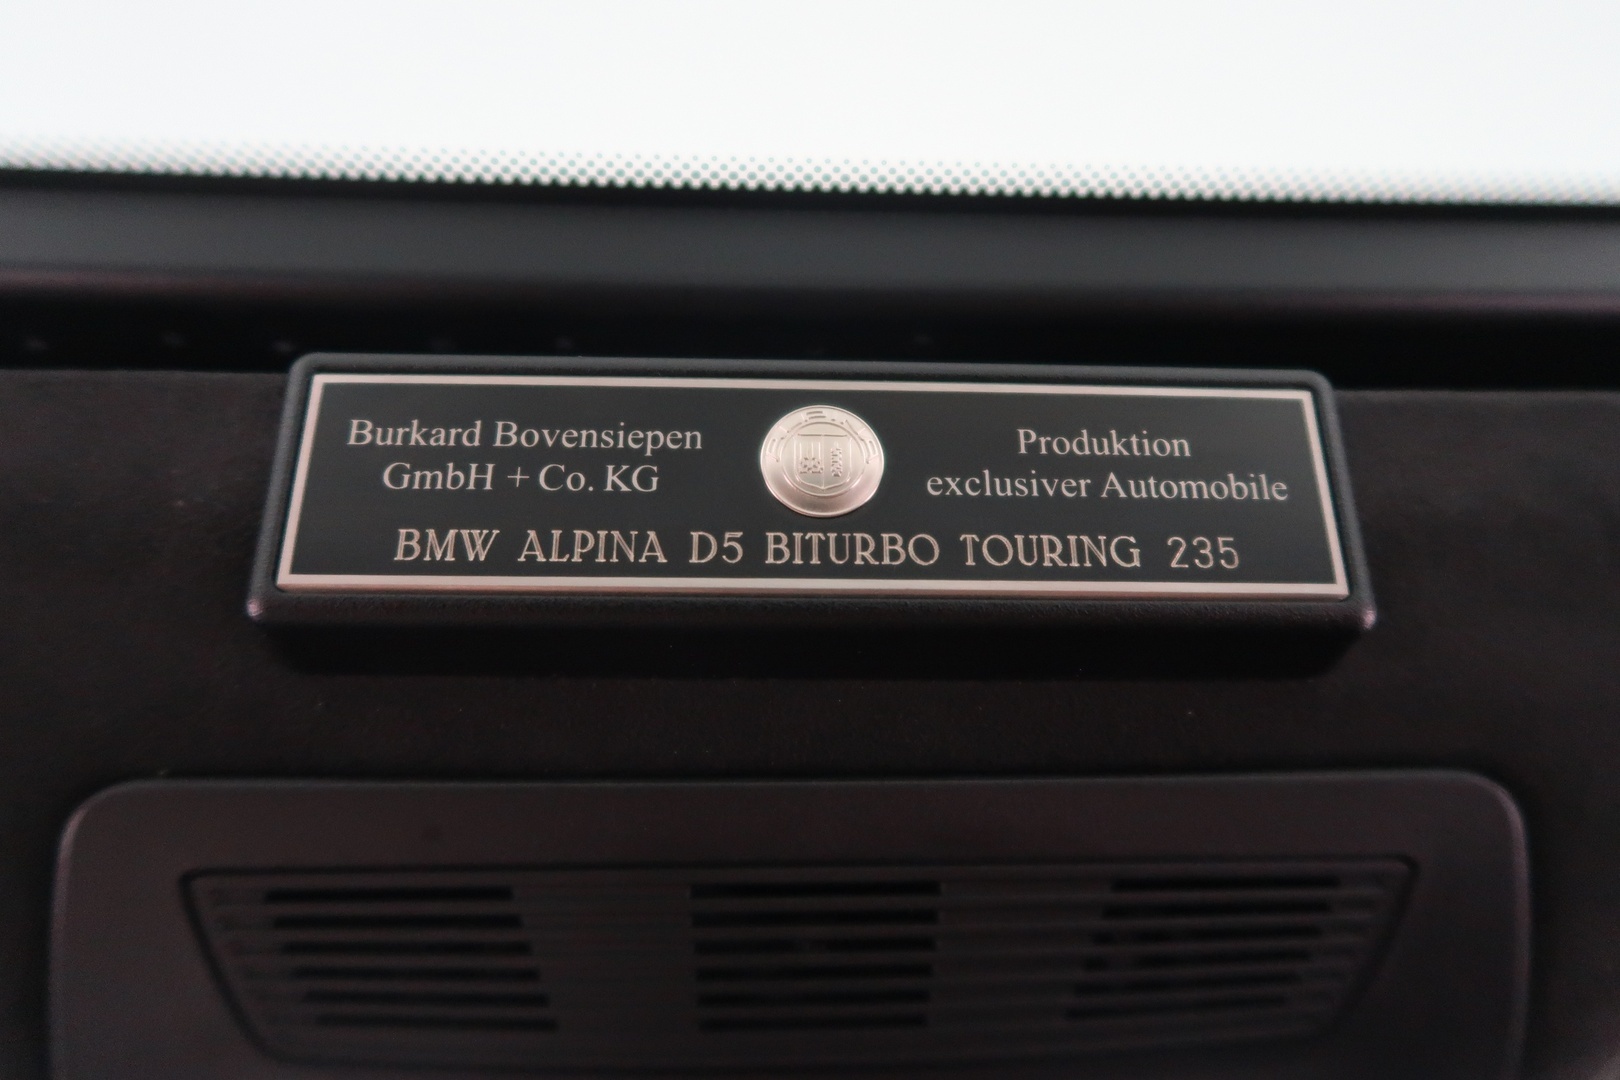 Burkard Bovensiepen
GmbH + Co. KG
Produktion
exclusiver Automobile
BMW ALPINA D5 BITURBO TOURING 235